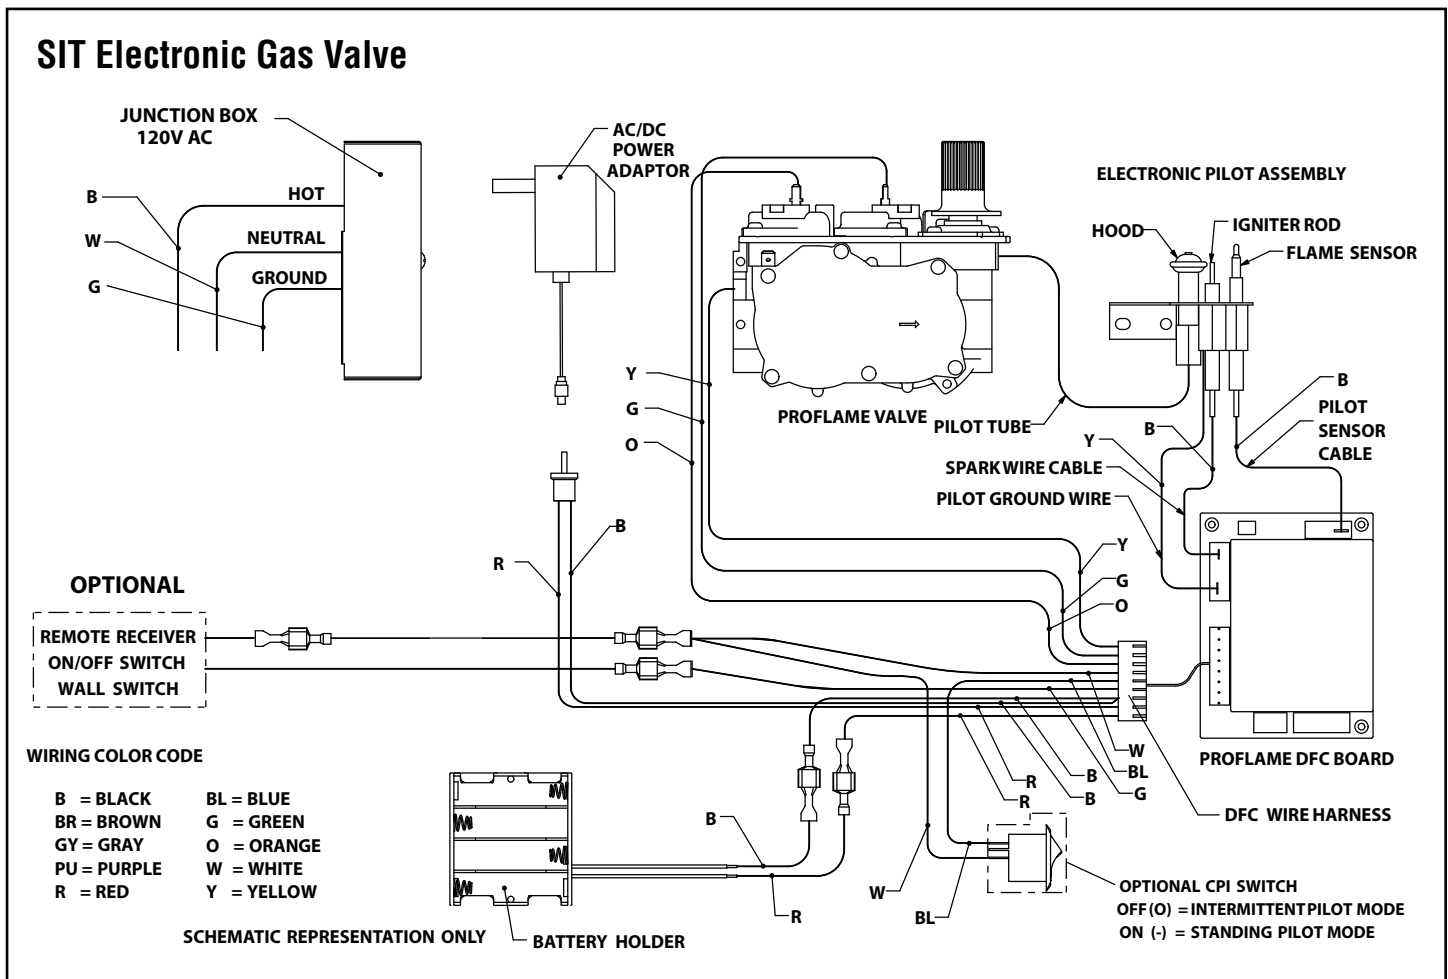 SIT Electronic Gas Valve
JUNCTION BOX
120V AC
HOT
NEUTRAL
GROUND
B
W
G
AC/DC
POWER
ADAPTOR
ELECTRONIC PILOT ASSEMBLY
HOOD
IGNITER ROD
FLAME SENSOR
PROFLAME VALVE
PILOT TUBE
Y
G
O
B
PILOT
SENSOR
CABLE
B
Y
SPARK WIRE CABLE
PILOT GROUND WIRE
B
R
Y
G
O
OPTIONAL
REMOTE RECEIVER
ON/OFF SWITCH
WALL SWITCH
PROFLAME DFC BOARD
W
BL
G
B
B
R
R
DFC WIRE HARNESS
WIRING COLOR CODE
B = BLACK
BR = BROWN
GY = GRAY
PU = PURPLE
R = RED
BL = BLUE
G = GREEN
O = ORANGE
W = WHITE
Y = YELLOW
B
R
W
BL
OPTIONAL CPI SWITCH
OFF (O) = INTERMITTENT PILOT MODE
ON (-) = STANDING PILOT MODE
SCHEMATIC REPRESENTATION ONLY
BATTERY HOLDER